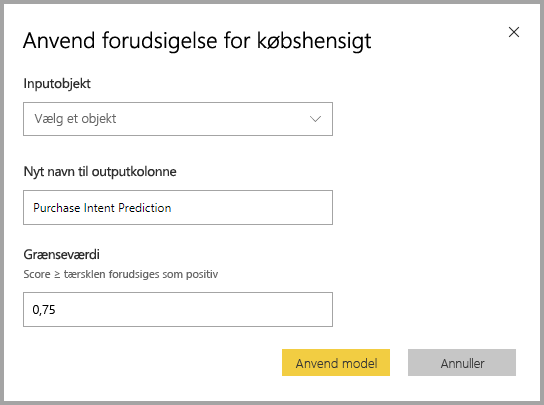 Anvend forudsigelse for købshensigt
Inputobjekt
Vælg et objekt
Nyt navn til outputkolonne
Purchase Intent Prediction
Grænseværdi
Score ≥ tærsklen forudsiges som positiv
0,75
Anvend model
Annuller